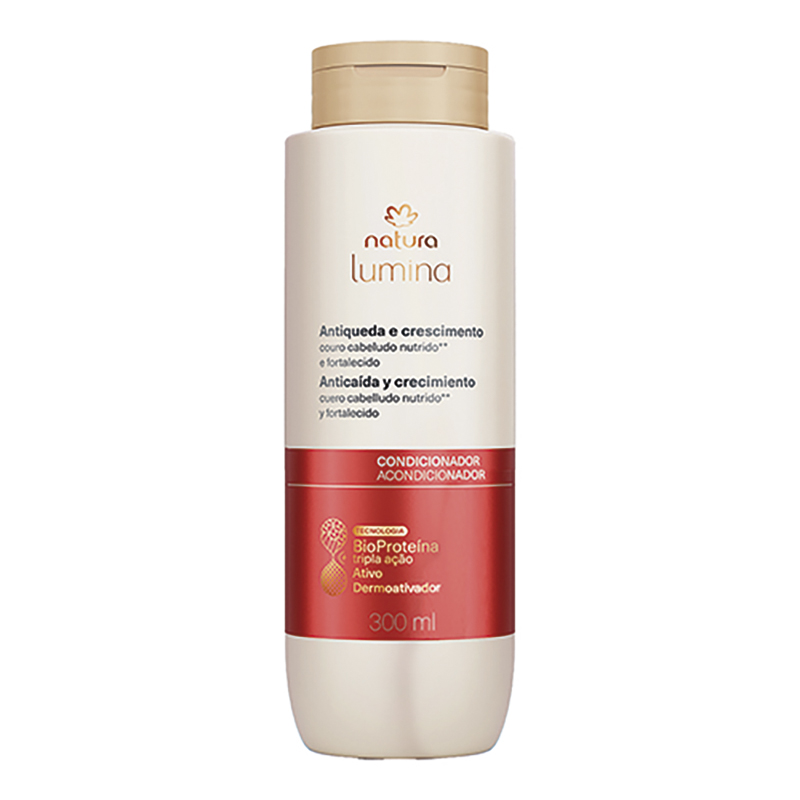 natura
lumina
Antiqueda e crescimento
couro cabeludo nutrido**
e fortalecido
Anticaída y crecimiento
cuero cabelludo nutrido**
y fortalecido
CONDICIONADOR
ACONDICIONADOR
TECNOLOGIA
BioProteína
tripla ação
Ativo
Dermoativador
300 ml